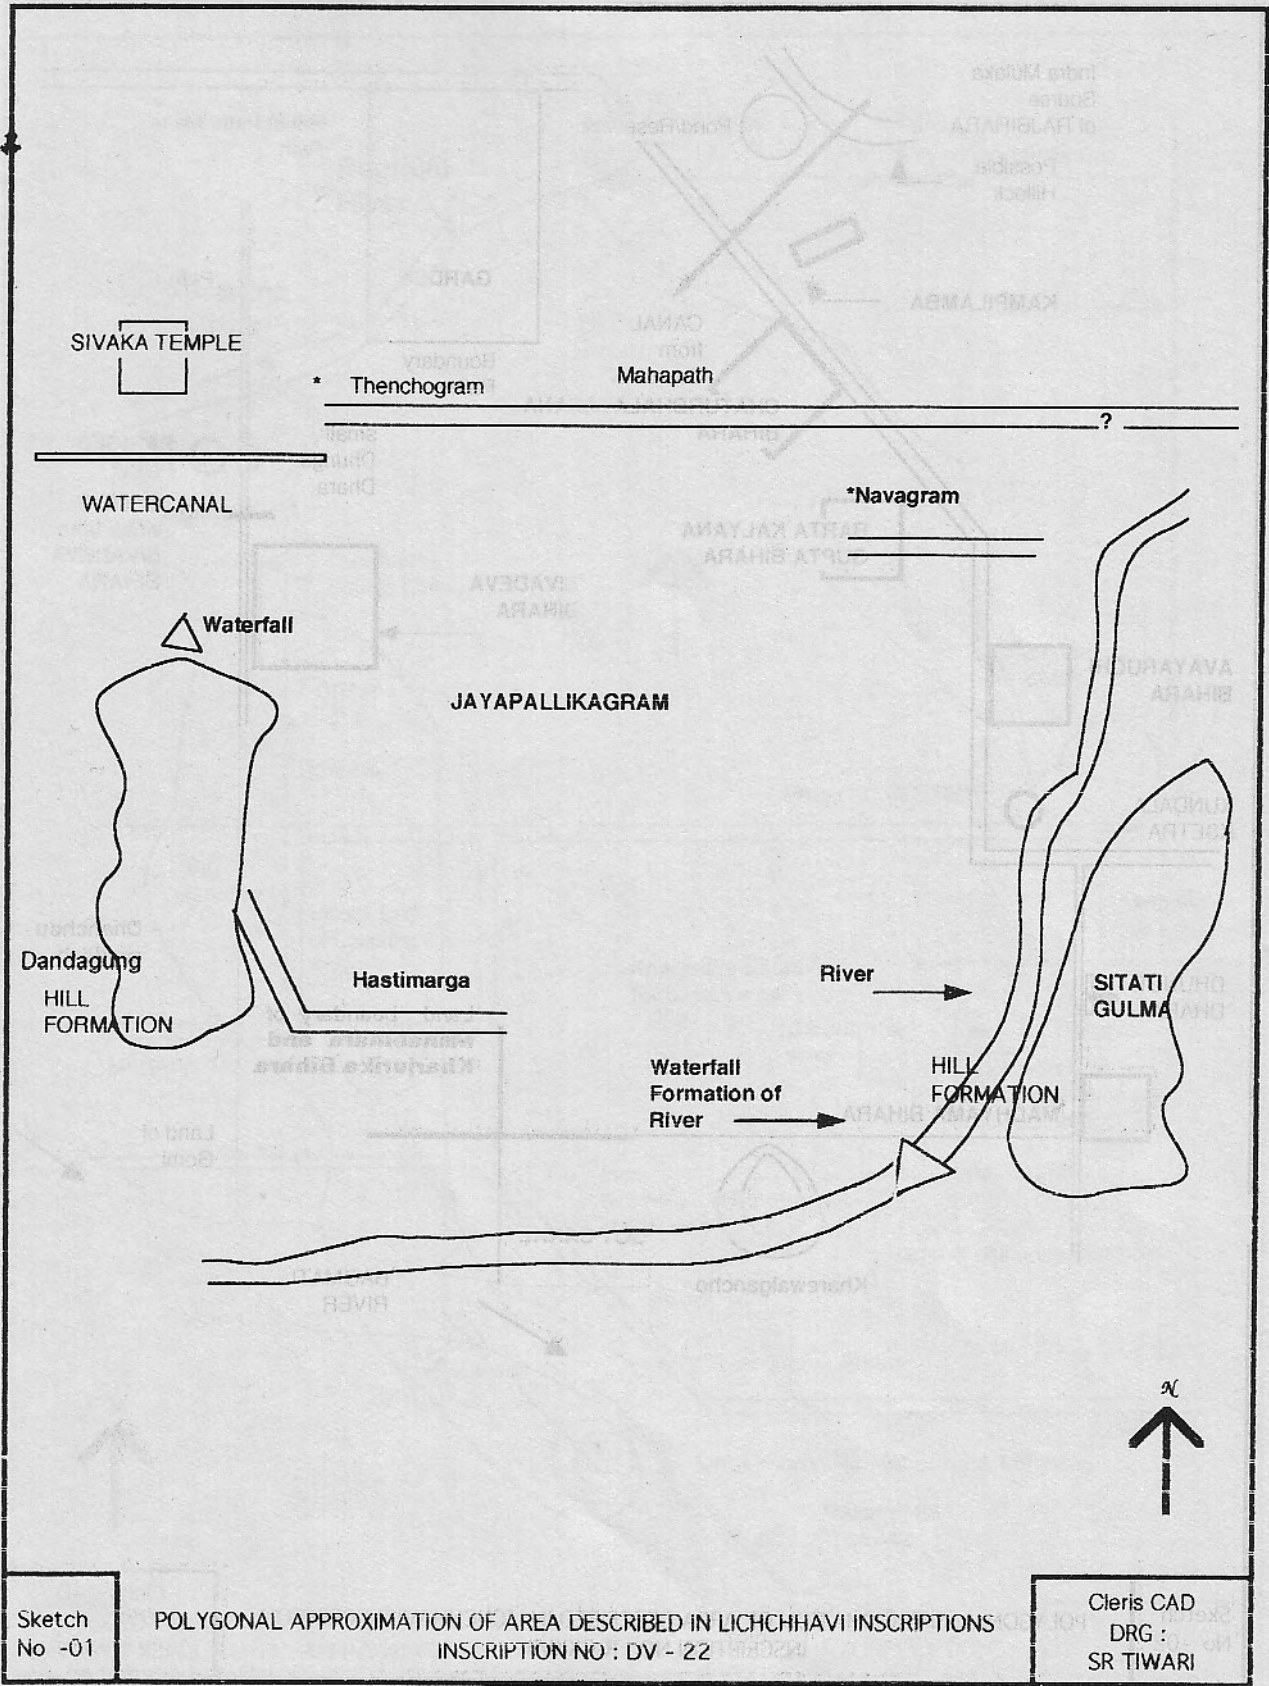 SIVAKA TEMPLE
* Thenchogram
Mahapath
?
WATERCANAL
*Navagram
Waterfall
JAYAPALLIKAGRAM
Dandagung
HILL
FORMATION
Hastimarga
River
SITATI
GULMA
Waterfall
Formation of
River
HILL
FORMATION
N
Sketch
No -01
POLYGONAL APPROXIMATION OF AREA DESCRIBED IN LICHCHHAVI INSCRIPTIONS
INSCRIPTION NO : DV - 22
Cleris CAD
DRG :
SR TIWARI